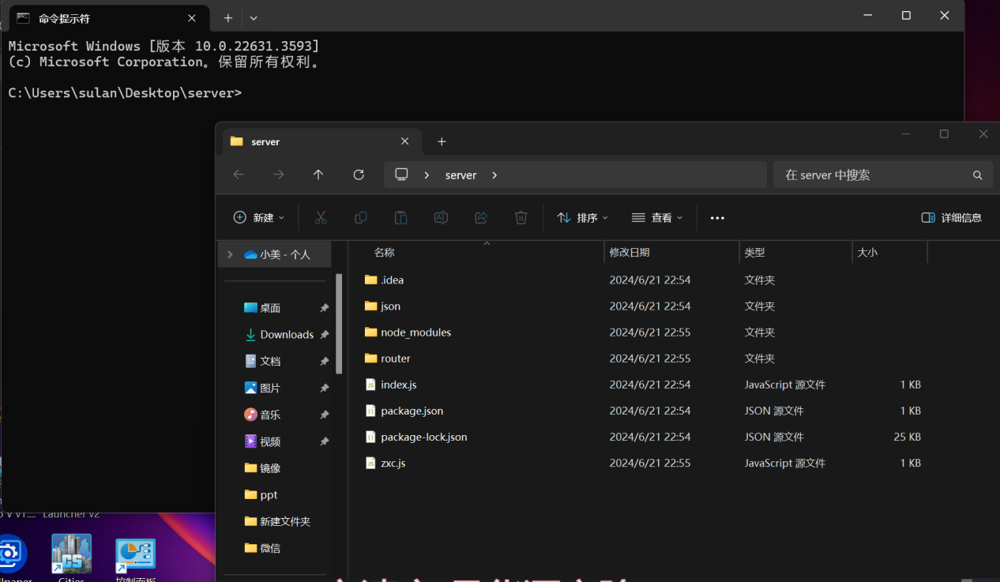 命令提示符
Microsoft Windows [版本 10.0.22631.3593]
(c) Microsoft Corporation。保留所有权利。
C:\Users\sulan\Desktop\server>
server
server
在 server 中搜索
新建
排序
查看
详细信息
小美 - 个人
名称
修改日期
类型
大小
.idea 2024/6/21 22:54 文件夹
json 2024/6/21 22:54 文件夹
node_modules 2024/6/21 22:55 文件夹
router 2024/6/21 22:55 文件夹
index.js 2024/6/21 22:54 JavaScript 源文件 1 KB
package.json 2024/6/21 22:54 JSON 源文件 1 KB
package-lock.json 2024/6/21 22:54 JSON 源文件 25 KB
zxc.js 2024/6/21 22:55 JavaScript 源文件 1 KB
桌面
Downloads
文档
图片
音乐
视频
镜像
ppt
新建文件夹
微信
Launcher v2
CS
Cities
控制面板